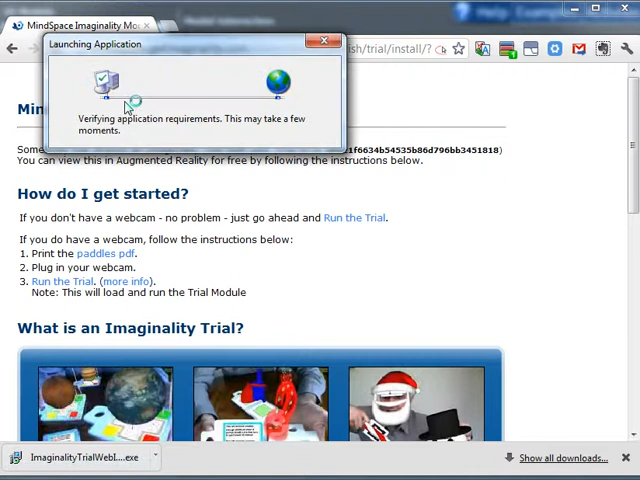 Help
MindSpace Imaginality Mo
Launching Application
ish/trial/install/?
Verifying application requirements. This may take a few
moments.
Min
Som
1f6634b54535b86d796bb3451818)
You can view this in Augmented Reality for free by following the instructions below.
How do I get started?
If you don't have a webcam - no problem - just go ahead and Run the Trial.
If you do have a webcam, follow the instructions below:
1. Print the paddles pdf.
2. Plug in your webcam.
3. Run the Trial. (more info).
Note: This will load and run the Trial Module
What is an Imaginality Trial?
ImaginalityTrialWebI....exe
Show all downloads...